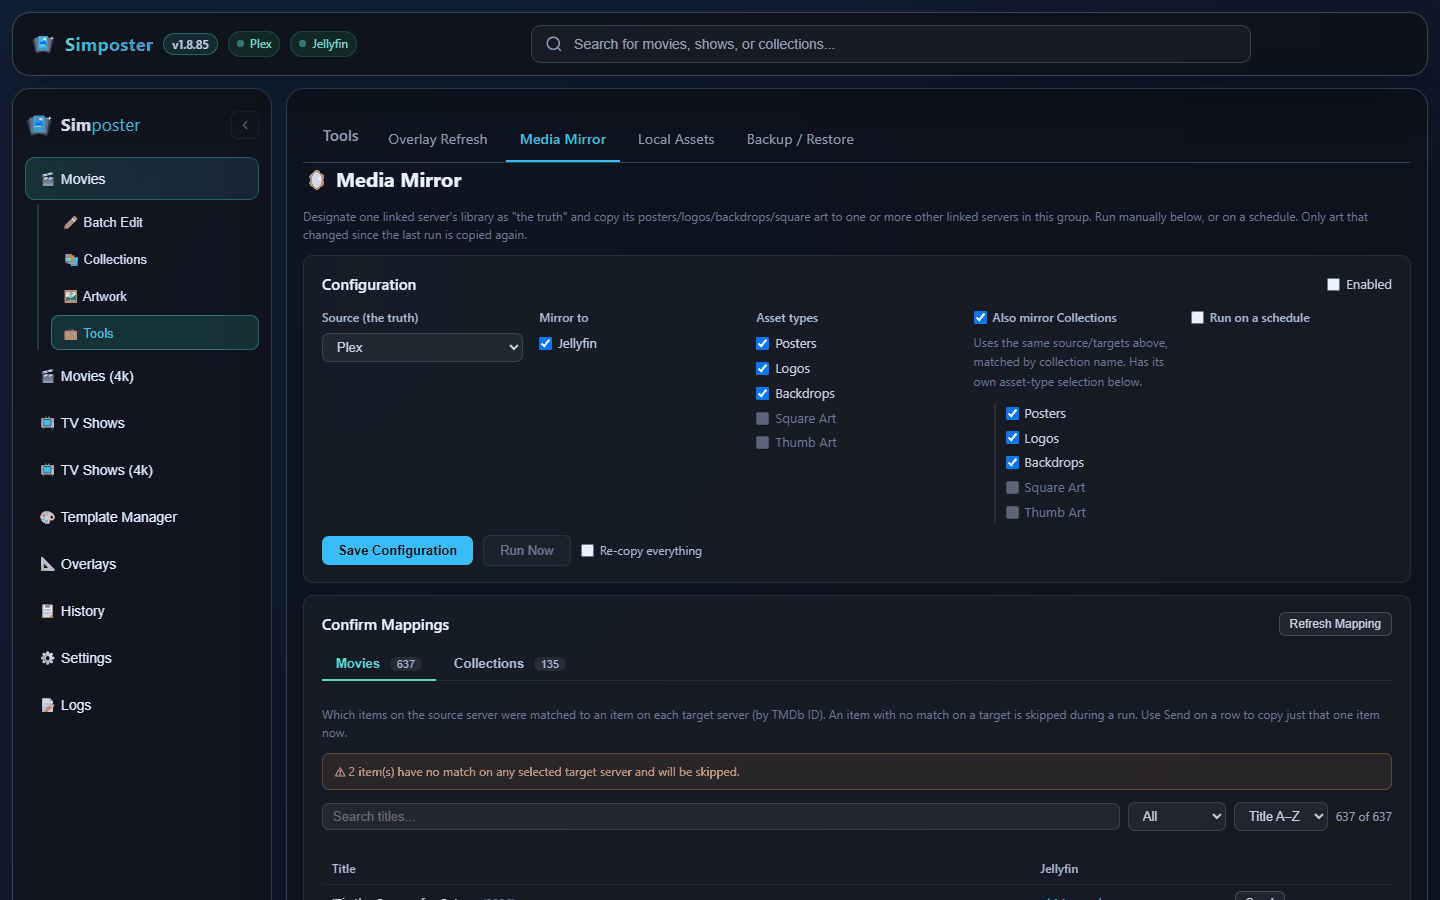 Simposter v1.8.85 Plex Jellyfin Search for movies, shows, or collections...
Simposter
Movies
Batch Edit
Collections
Artwork
Tools
Movies (4k)
TV Shows
TV Shows (4k)
Template Manager
Overlays
History
Settings
Logs
Tools Overlay Refresh Media Mirror Local Assets Backup / Restore
Media Mirror
Designate one linked server's library as "the truth" and copy its posters/logos/backdrops/square art to one or more other linked servers in this group. Run manually below, or on a schedule. Only art that
changed since the last run is copied again.
Configuration Enabled
Source (the truth)
Plex
Mirror to
Jellyfin
Asset types
Posters
Logos
Backdrops
Square Art
Thumb Art
Also mirror Collections
Uses the same source/targets above,
matched by collection name. Has its
own asset-type selection below.
Posters
Logos
Backdrops
Square Art
Thumb Art
Run on a schedule
Save Configuration Run Now Re-copy everything
Confirm Mappings Refresh Mapping
Movies 637 Collections 135
Which items on the source server were matched to an item on each target server (by TMDb ID). An item with no match on a target is skipped during a run. Use Send on a row to copy just that one item
now.
⚠ 2 item(s) have no match on any selected target server and will be skipped.
Search titles... All Title A–Z 637 of 637
Title Jellyfin